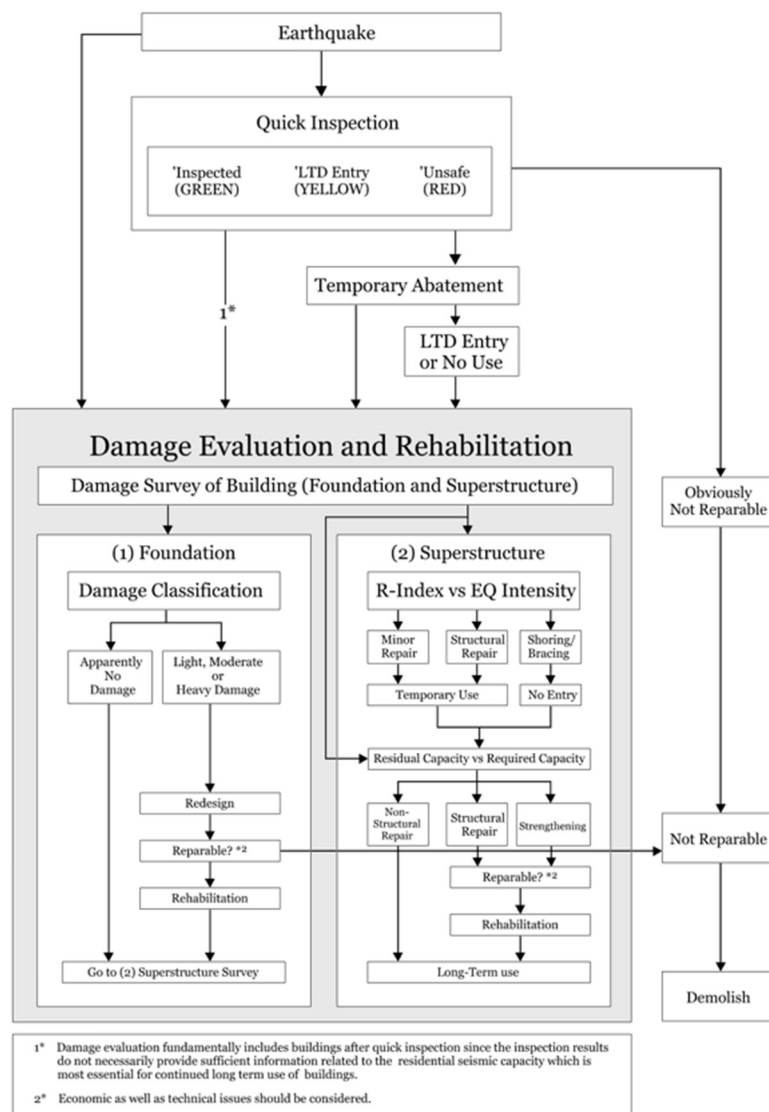 Earthquake
Quick Inspection
'Inspected
(GREEN)
'LTD Entry
(YELLOW)
'Unsafe
(RED)
Temporary Abatement
1*
LTD Entry
or No Use
Damage Evaluation and Rehabilitation
Damage Survey of Building (Foundation and Superstructure)
Obviously
Not Reparable
(1) Foundation
Damage Classification
Apparently
No
Damage
Light, Moderate
or
Heavy Damage
Redesign
Reparable? *2
Rehabilitation
Go to (2) Superstructure Survey
(2) Superstructure
R-Index vs EQ Intensity
Minor
Repair
Structural
Repair
Shoring/
Bracing
Temporary Use
No Entry
Residual Capacity vs Required Capacity
Non-
Structural
Repair
Structural
Repair
Strengthening
Reparable? *2
Rehabilitation
Long-Term use
Not Reparable
Demolish
1* Damage evaluation fundamentally includes buildings after quick inspection since the inspection results
do not necessarily provide sufficient information related to the residential seismic capacity which is
most essential for continued long term use of buildings.
2* Economic as well as technical issues should be considered.